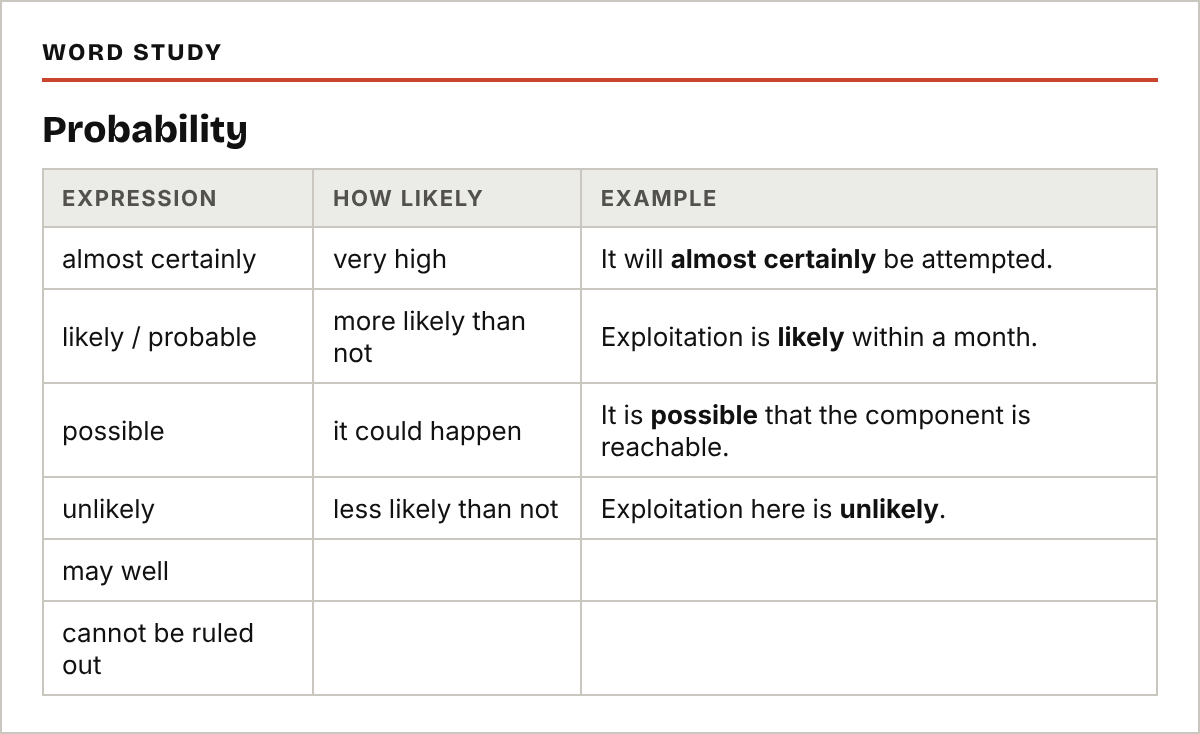 WORD STUDY
Probability
EXPRESSION HOW LIKELY EXAMPLE
almost certainly very high It will almost certainly be attempted.
likely / probable more likely than not Exploitation is likely within a month.
possible it could happen It is possible that the component is reachable.
unlikely less likely than not Exploitation here is unlikely.
may well
cannot be ruled out